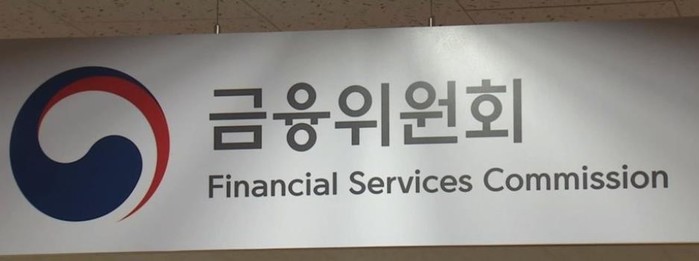 금융위원회
Financial Services Commission